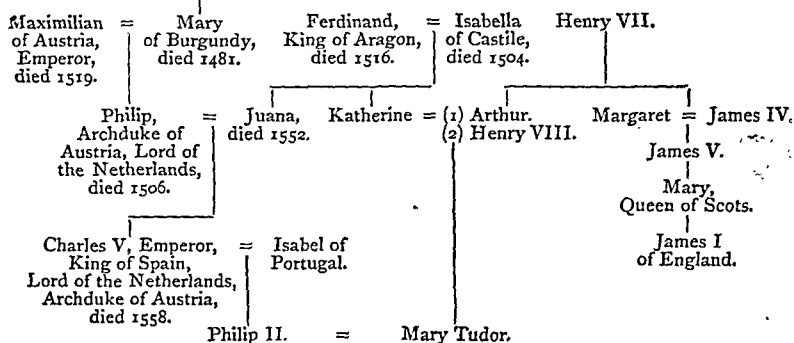 Maximilian = Mary Ferdinand, = Isabella Henry VII.
of Austria, of Burgundy, King of Aragon, of Castile,
Emperor, died 1481. died 1516. died 1504.
died 1519.
Philip, = Juana, Katherine = (1) Arthur. Margaret = James IV.
Archduke of died 1552. (2) Henry VIII.
Austria, Lord of James V.
the Netherlands,
died 1506. Mary,
Queen of Scots.
Charles V, Emperor, = Isabel of James I
King of Spain, Portugal. of England.
Lord of the Netherlands,
Archduke of Austria,
died 1558.
Philip II. = Mary Tudor.